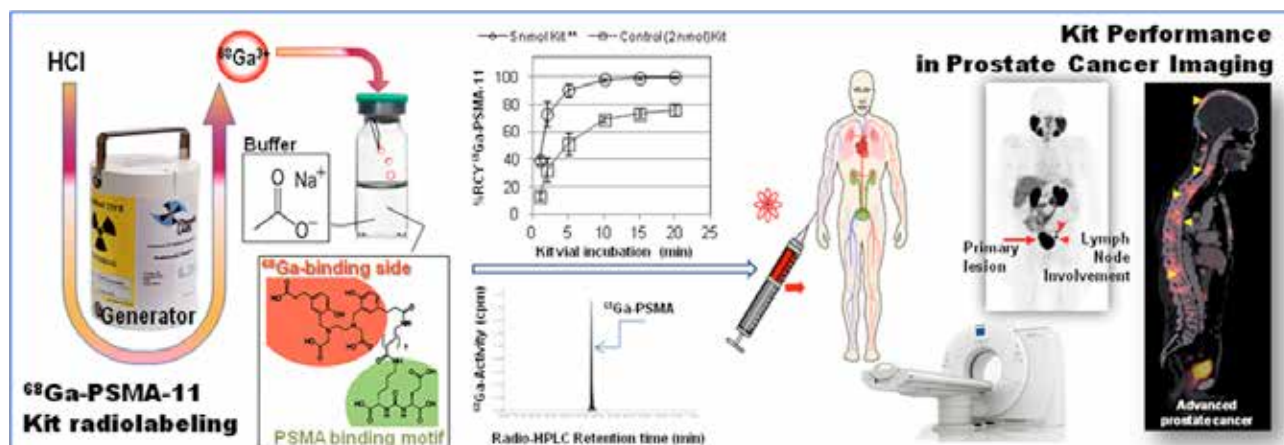 HCl
⁶⁸Ga³⁺
Buffer
O
Na⁺
O⁻
Generator
⁶⁸Ga-PSMA-11
Kit radiolabeling
⁶⁸Ga-binding side
PSMA binding motif
5nmol Kit **
Control (2nmol) Kit
%RCY ⁶⁸Ga-PSMA-11
100
80
60
40
20
0
0 5 10 15 20 25
Kit vial incubation (min)
⁶⁸Ga-Activity (cpm)
⁶⁸Ga-PSMA
Radio-HPLC Retention time (min)
Kit Performance
in Prostate Cancer Imaging
Primary
lesion
Lymph
Node
Involvement
Advanced
prostate cancer